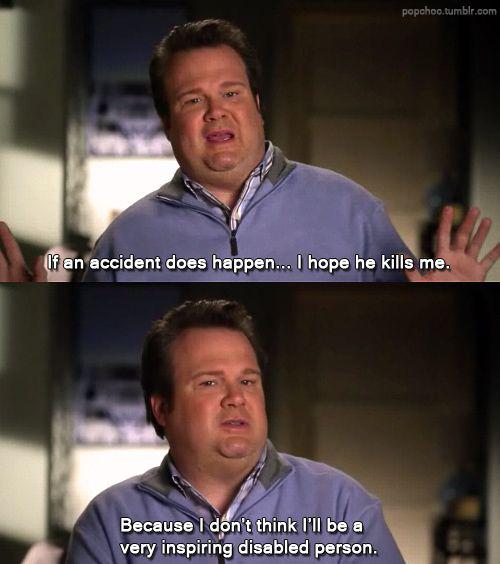 popchoc.tumblr.com
If an accident does happen... I hope he kills me.
Because I don't think I'll be a
very inspiring disabled person.